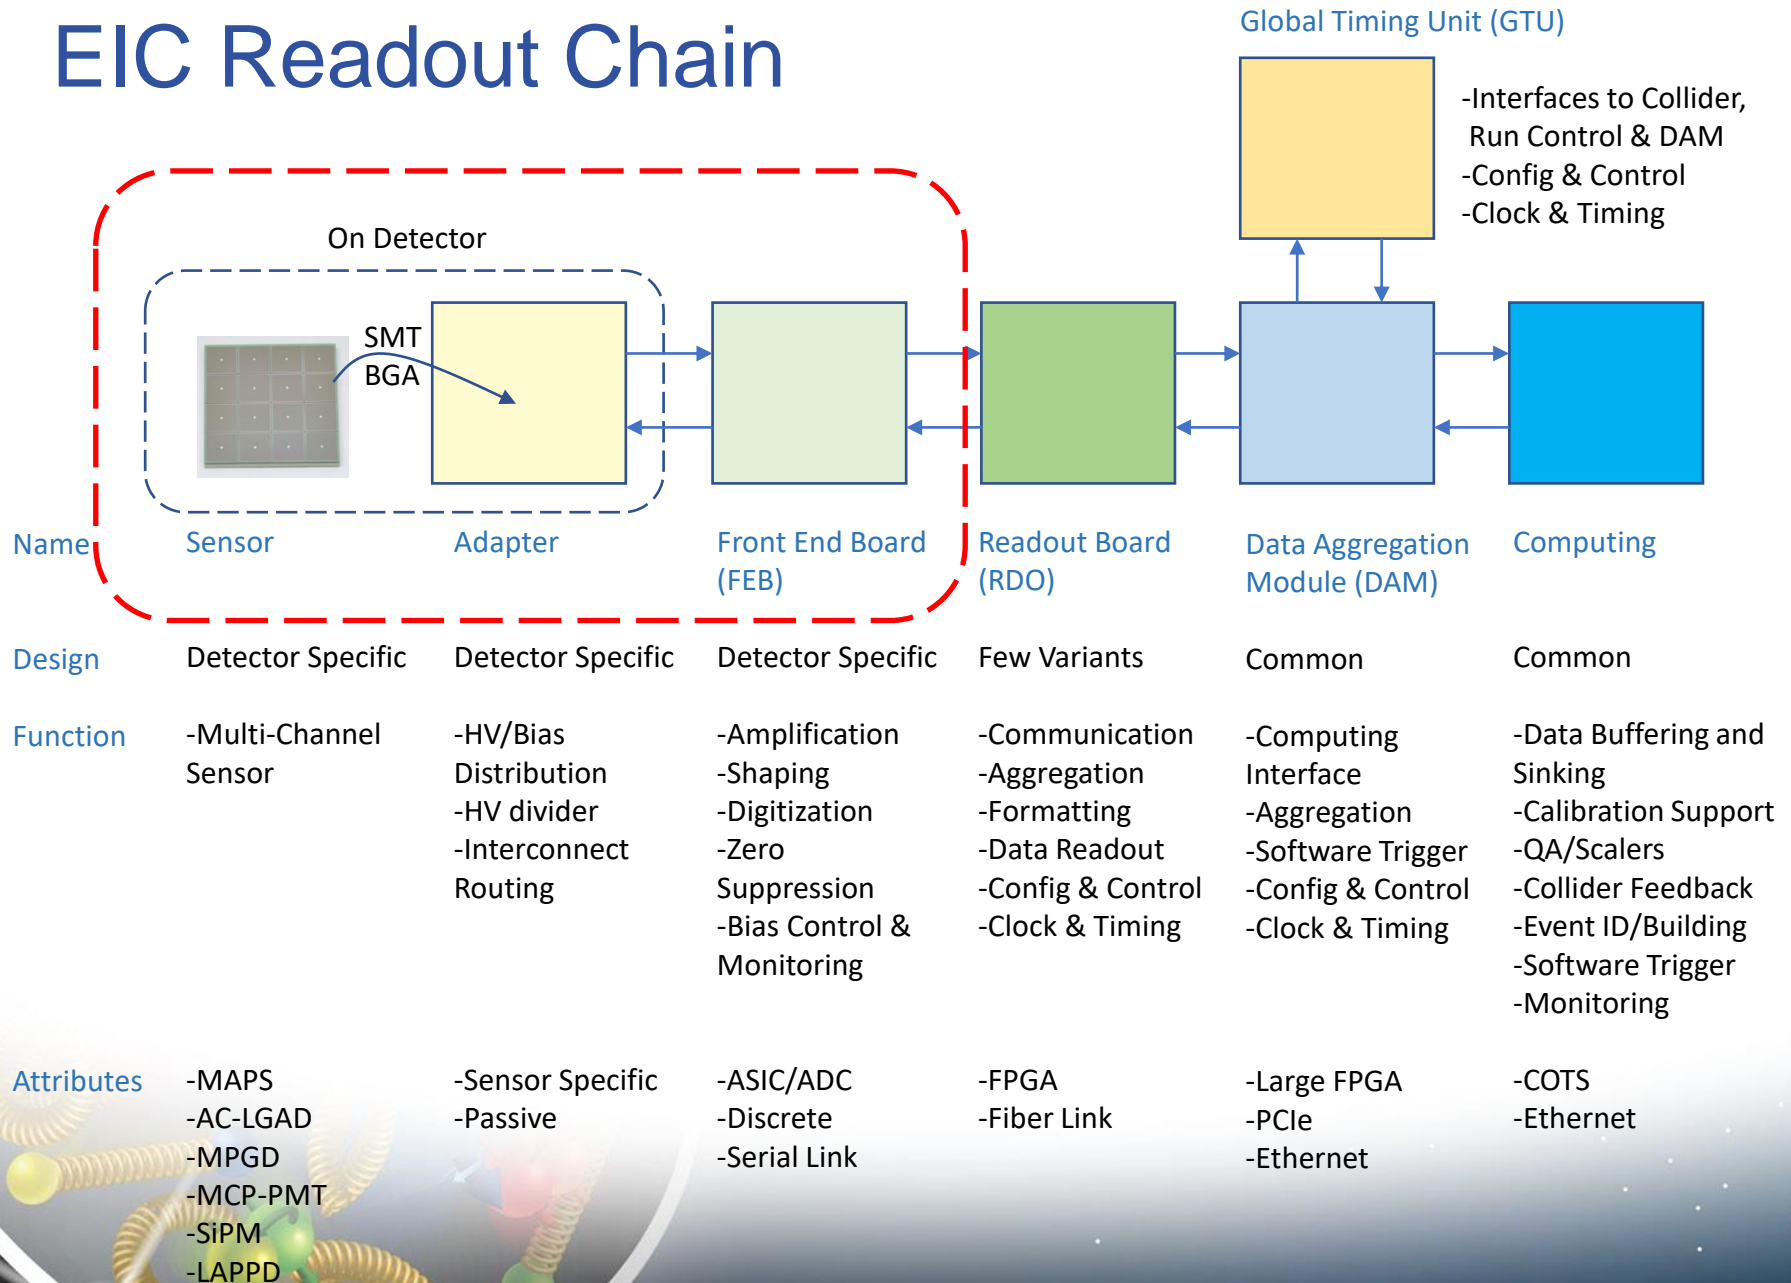 EIC Readout Chain
Global Timing Unit (GTU)
-Interfaces to Collider,
Run Control & DAM
-Config & Control
-Clock & Timing
On Detector
SMT
BGA
Name
Sensor
Adapter
Front End Board
(FEB)
Readout Board
(RDO)
Data Aggregation
Module (DAM)
Computing
Design
Detector Specific
Detector Specific
Detector Specific
Few Variants
Common
Common
Function
-Multi-Channel
Sensor
-HV/Bias
Distribution
-HV divider
-Interconnect
Routing
-Amplification
-Shaping
-Digitization
-Zero
Suppression
-Bias Control &
Monitoring
-Communication
-Aggregation
-Formatting
-Data Readout
-Config & Control
-Clock & Timing
-Computing
Interface
-Aggregation
-Software Trigger
-Config & Control
-Clock & Timing
-Data Buffering and
Sinking
-Calibration Support
-QA/Scalers
-Collider Feedback
-Event ID/Building
-Software Trigger
-Monitoring
Attributes
-MAPS
-AC-LGAD
-MPGD
-MCP-PMT
-SiPM
-LAPPD
-Sensor Specific
-Passive
-ASIC/ADC
-Discrete
-Serial Link
-FPGA
-Fiber Link
-Large FPGA
-PCIe
-Ethernet
-COTS
-Ethernet